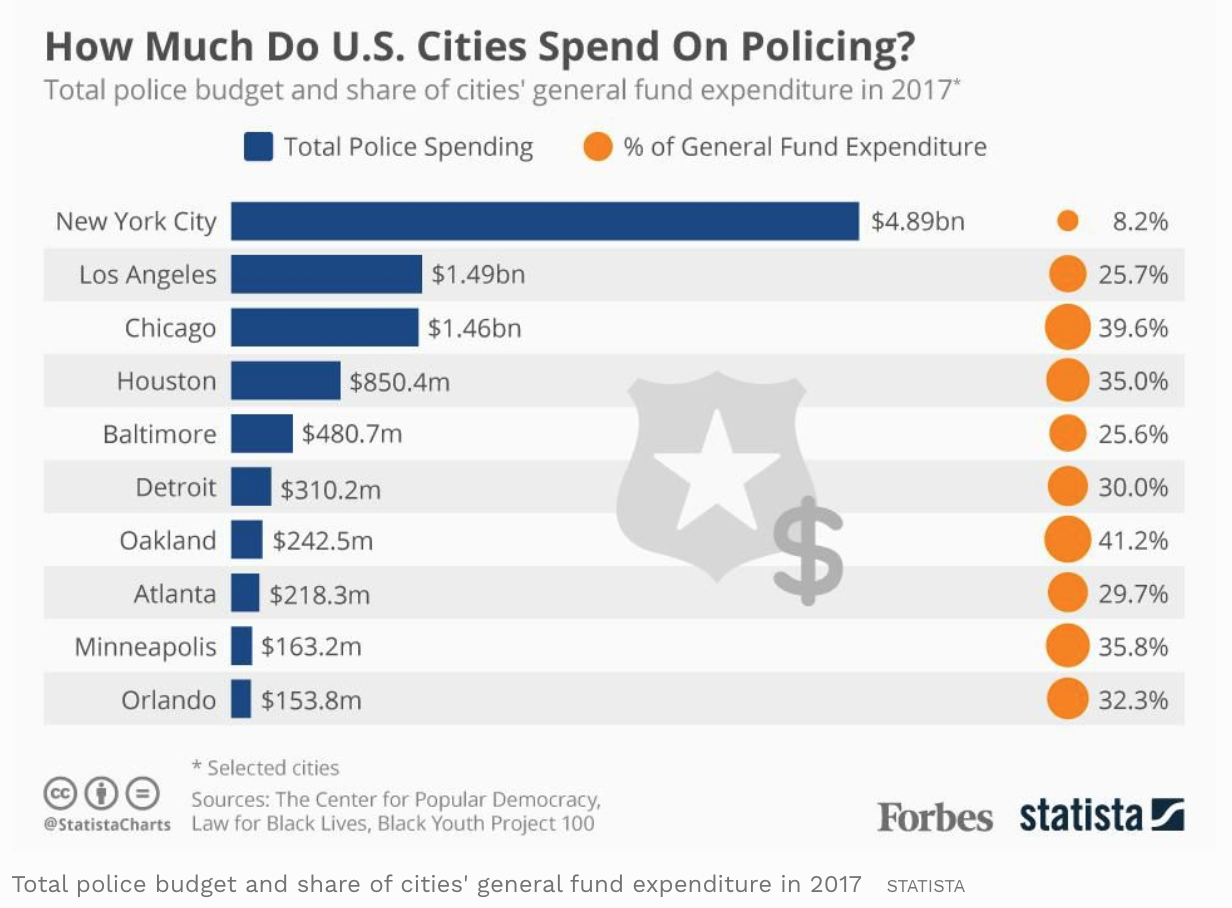 How Much Do U.S. Cities Spend On Policing?
Total police budget and share of cities' general fund expenditure in 2017*
Total Police Spending % of General Fund Expenditure
New York City $4.89bn 8.2%
Los Angeles $1.49bn 25.7%
Chicago $1.46bn 39.6%
Houston $850.4m 35.0%
Baltimore $480.7m 25.6%
Detroit $310.2m 30.0%
Oakland $242.5m 41.2%
Atlanta $218.3m 29.7%
Minneapolis $163.2m 35.8%
Orlando $153.8m 32.3%
$
* Selected cities
Sources: The Center for Popular Democracy,
Law for Black Lives, Black Youth Project 100
cc
@StatistaCharts
Forbes statista
Total police budget and share of cities' general fund expenditure in 2017 STATISTA